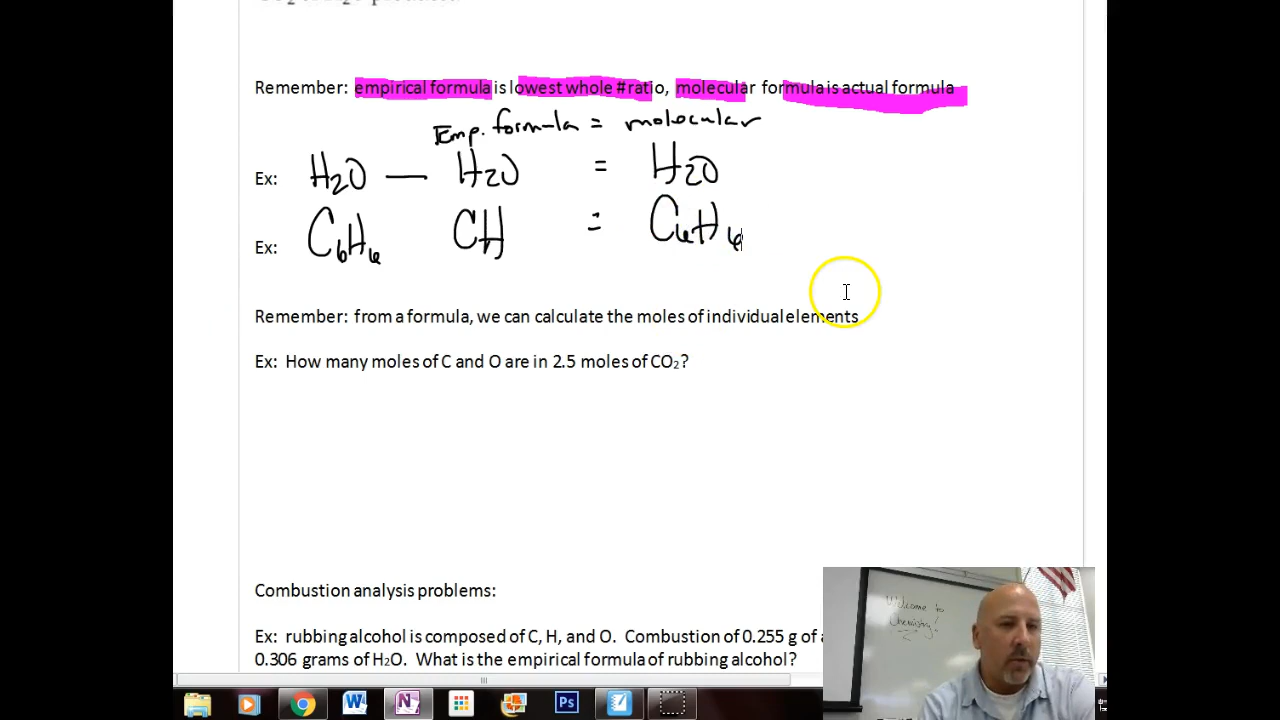 Remember: empirical formula is lowest whole # ratio, molecular formula is actual formula
Emp. formula = molecular
Ex: H2O — H2O = H2O
Ex: C6H6 CH = C6H6
Remember: from a formula, we can calculate the moles of individual elements
Ex: How many moles of C and O are in 2.5 moles of CO2?
Combustion analysis problems:
Ex: rubbing alcohol is composed of C, H, and O. Combustion of 0.255 g of
0.306 grams of H2O. What is the empirical formula of rubbing alcohol?
Welcome to
Chemistry!
W
N
Ps